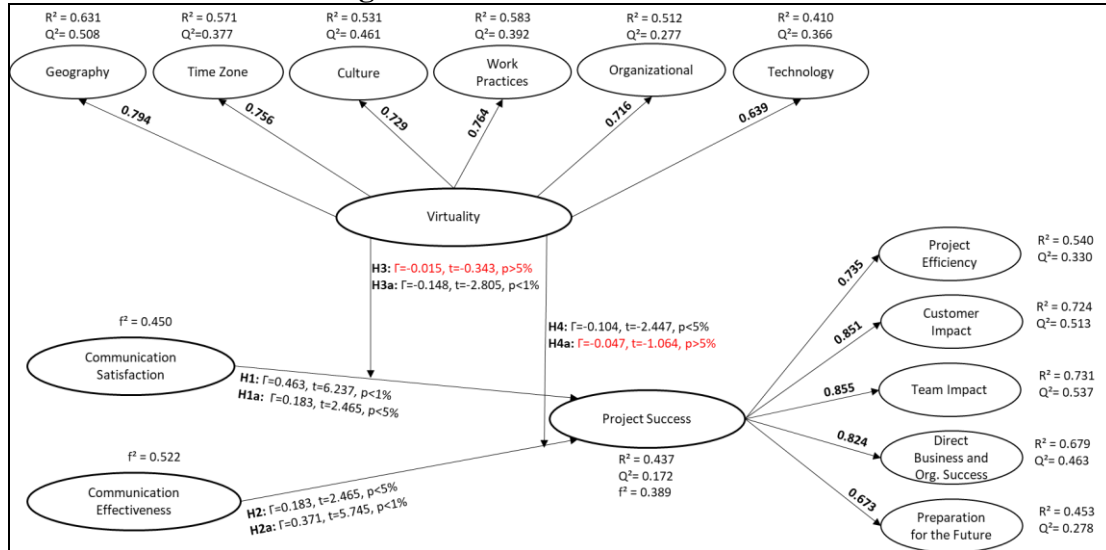 R² = 0.631
Q²= 0.508
R² = 0.571
Q²=0.377
R² = 0.531
Q²= 0.461
R² = 0.583
Q²= 0.392
R² = 0.512
Q²= 0.277
R² = 0.410
Q²= 0.366
Geography
Time Zone
Culture
Work
Practices
Organizational
Technology
0.794
0.756
0.729
0.764
0.716
0.639
Virtuality
H3: Γ=-0.015, t=-0.343, p>5%
H3a: Γ=-0.148, t=-2.805, p<1%
H4: Γ=-0.104, t=-2.447, p<5%
H4a: Γ=-0.047, t=-1.064, p>5%
f² = 0.450
Communication
Satisfaction
H1: Γ=0.463, t=6.237, p<1%
H1a: Γ=0.183, t=2.465, p<5%
f² = 0.522
Communication
Effectiveness
H2: Γ=0.183, t=2.465, p<5%
H2a: Γ=0.371, t=5.745, p<1%
Project Success
R² = 0.437
Q²= 0.172
f² = 0.389
0.735
0.851
0.855
0.824
0.673
Project
Efficiency
R² = 0.540
Q²= 0.330
Customer
Impact
R² = 0.724
Q²= 0.513
Team Impact
R² = 0.731
Q²= 0.537
Direct
Business and
Org. Success
R² = 0.679
Q²= 0.463
Preparation
for the Future
R² = 0.453
Q²= 0.278